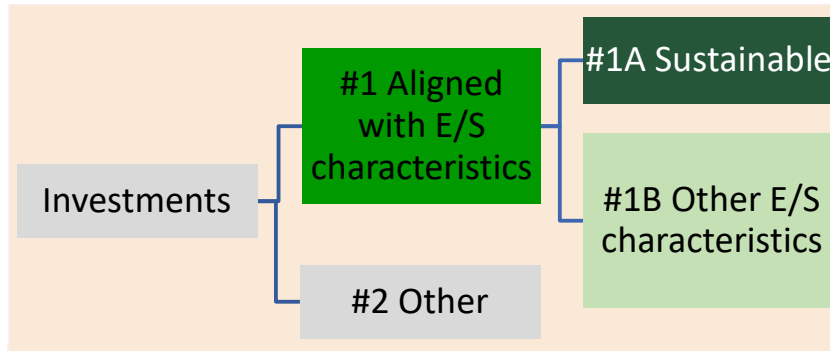 Investments
#1 Aligned
with E/S
characteristics
#2 Other
#1A Sustainable
#1B Other E/S
characteristics